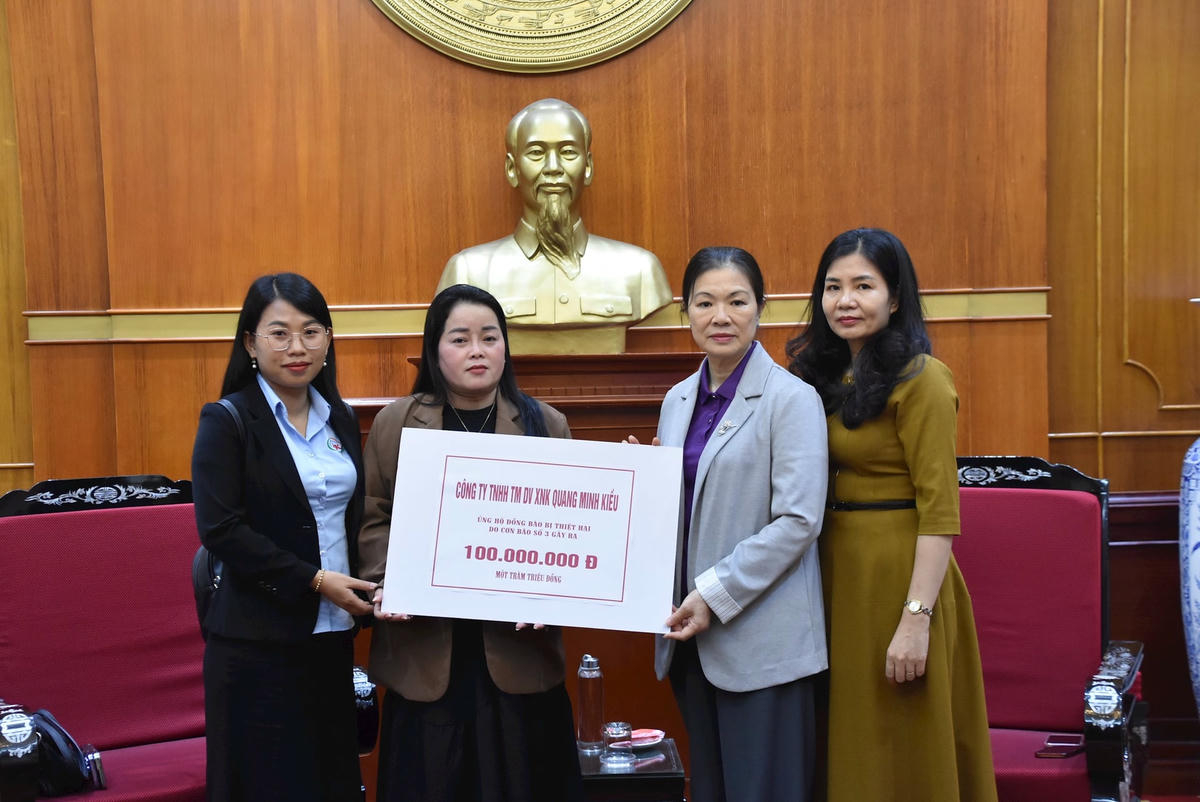 CÔNG TY TNHH TM DV XNK QUANG MINH KIỀU
ỦNG HỘ ĐỒNG BÀO BỊ THIỆT HẠI
DO CƠN BÃO SỐ 3 GÂY RA
100.000.000 Đ
MỘT TRĂM TRIỆU ĐỒNG